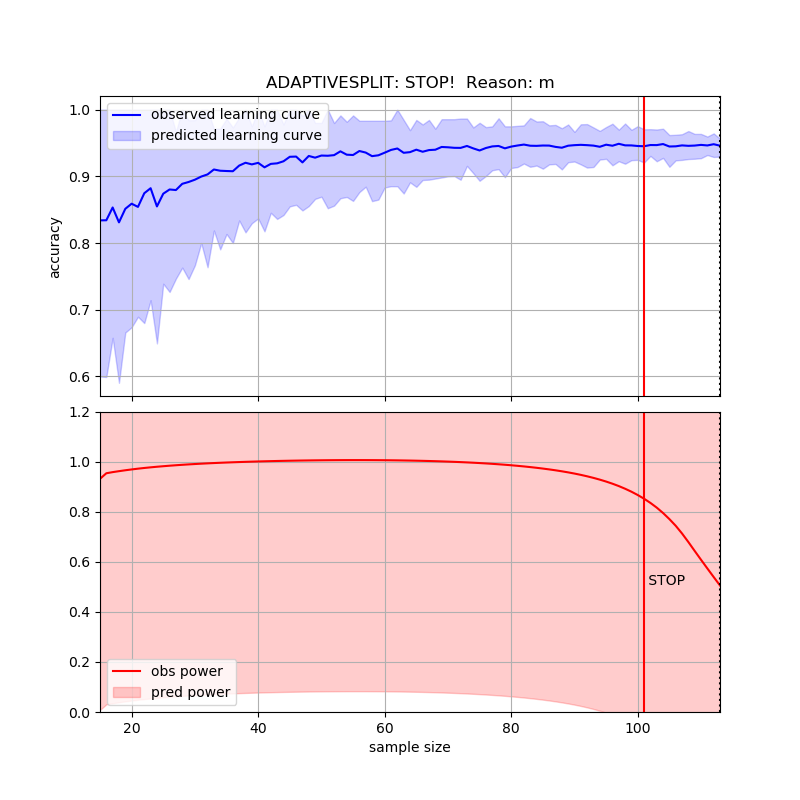 ADAPTIVESPLIT: STOP!  Reason: m
observed learning curve
predicted learning curve
1.0
0.9
0.8
0.7
0.6
accuracy
1.2
1.0
0.8
0.6
0.4
0.2
0.0
STOP
obs power
pred power
20
40
60
80
100
sample size